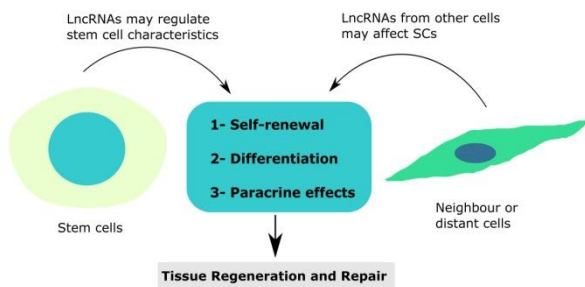 LncRNAs may regulate
stem cell characteristics
LncRNAs from other cells
may affect SCs
1- Self-renewal
2- Differentiation
3- Paracrine effects
Stem cells
Neighbour or
distant cells
Tissue Regeneration and Repair